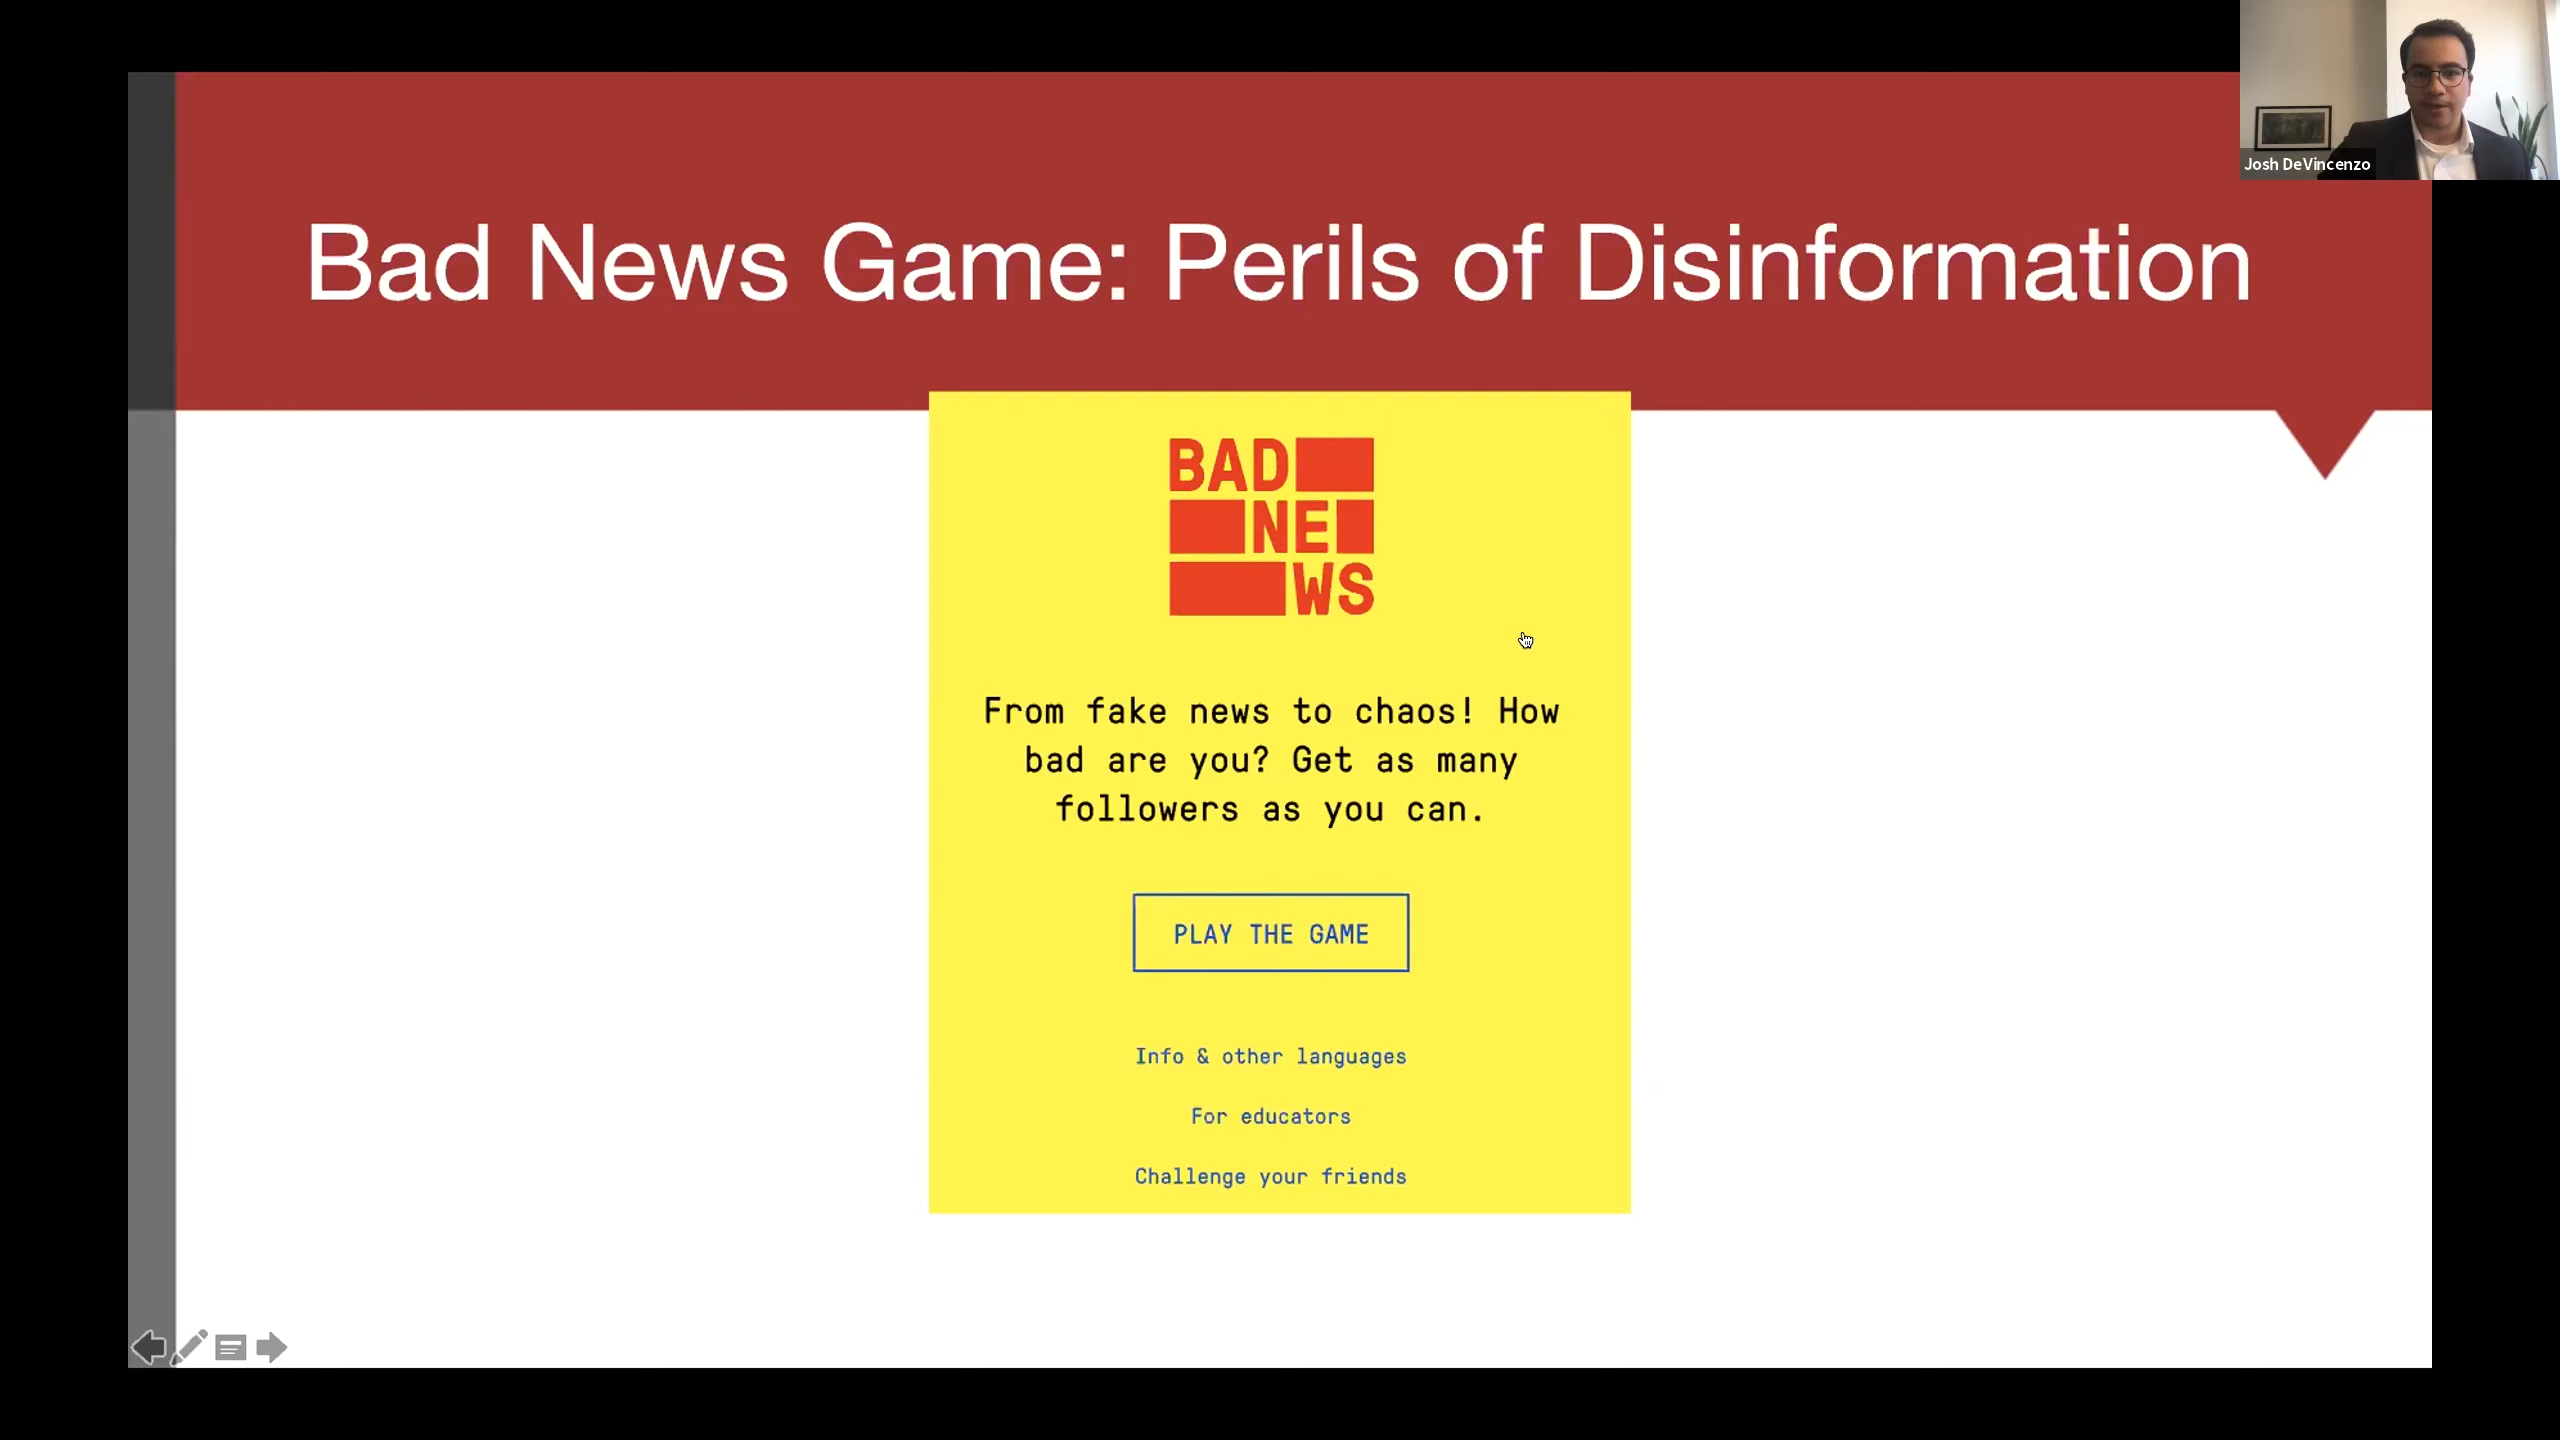 Josh DeVincenzo
Bad News Game: Perils of Disinformation
BAD
NE
WS
From fake news to chaos! How
bad are you? Get as many
followers as you can.
PLAY THE GAME
Info & other languages
For educators
Challenge your friends